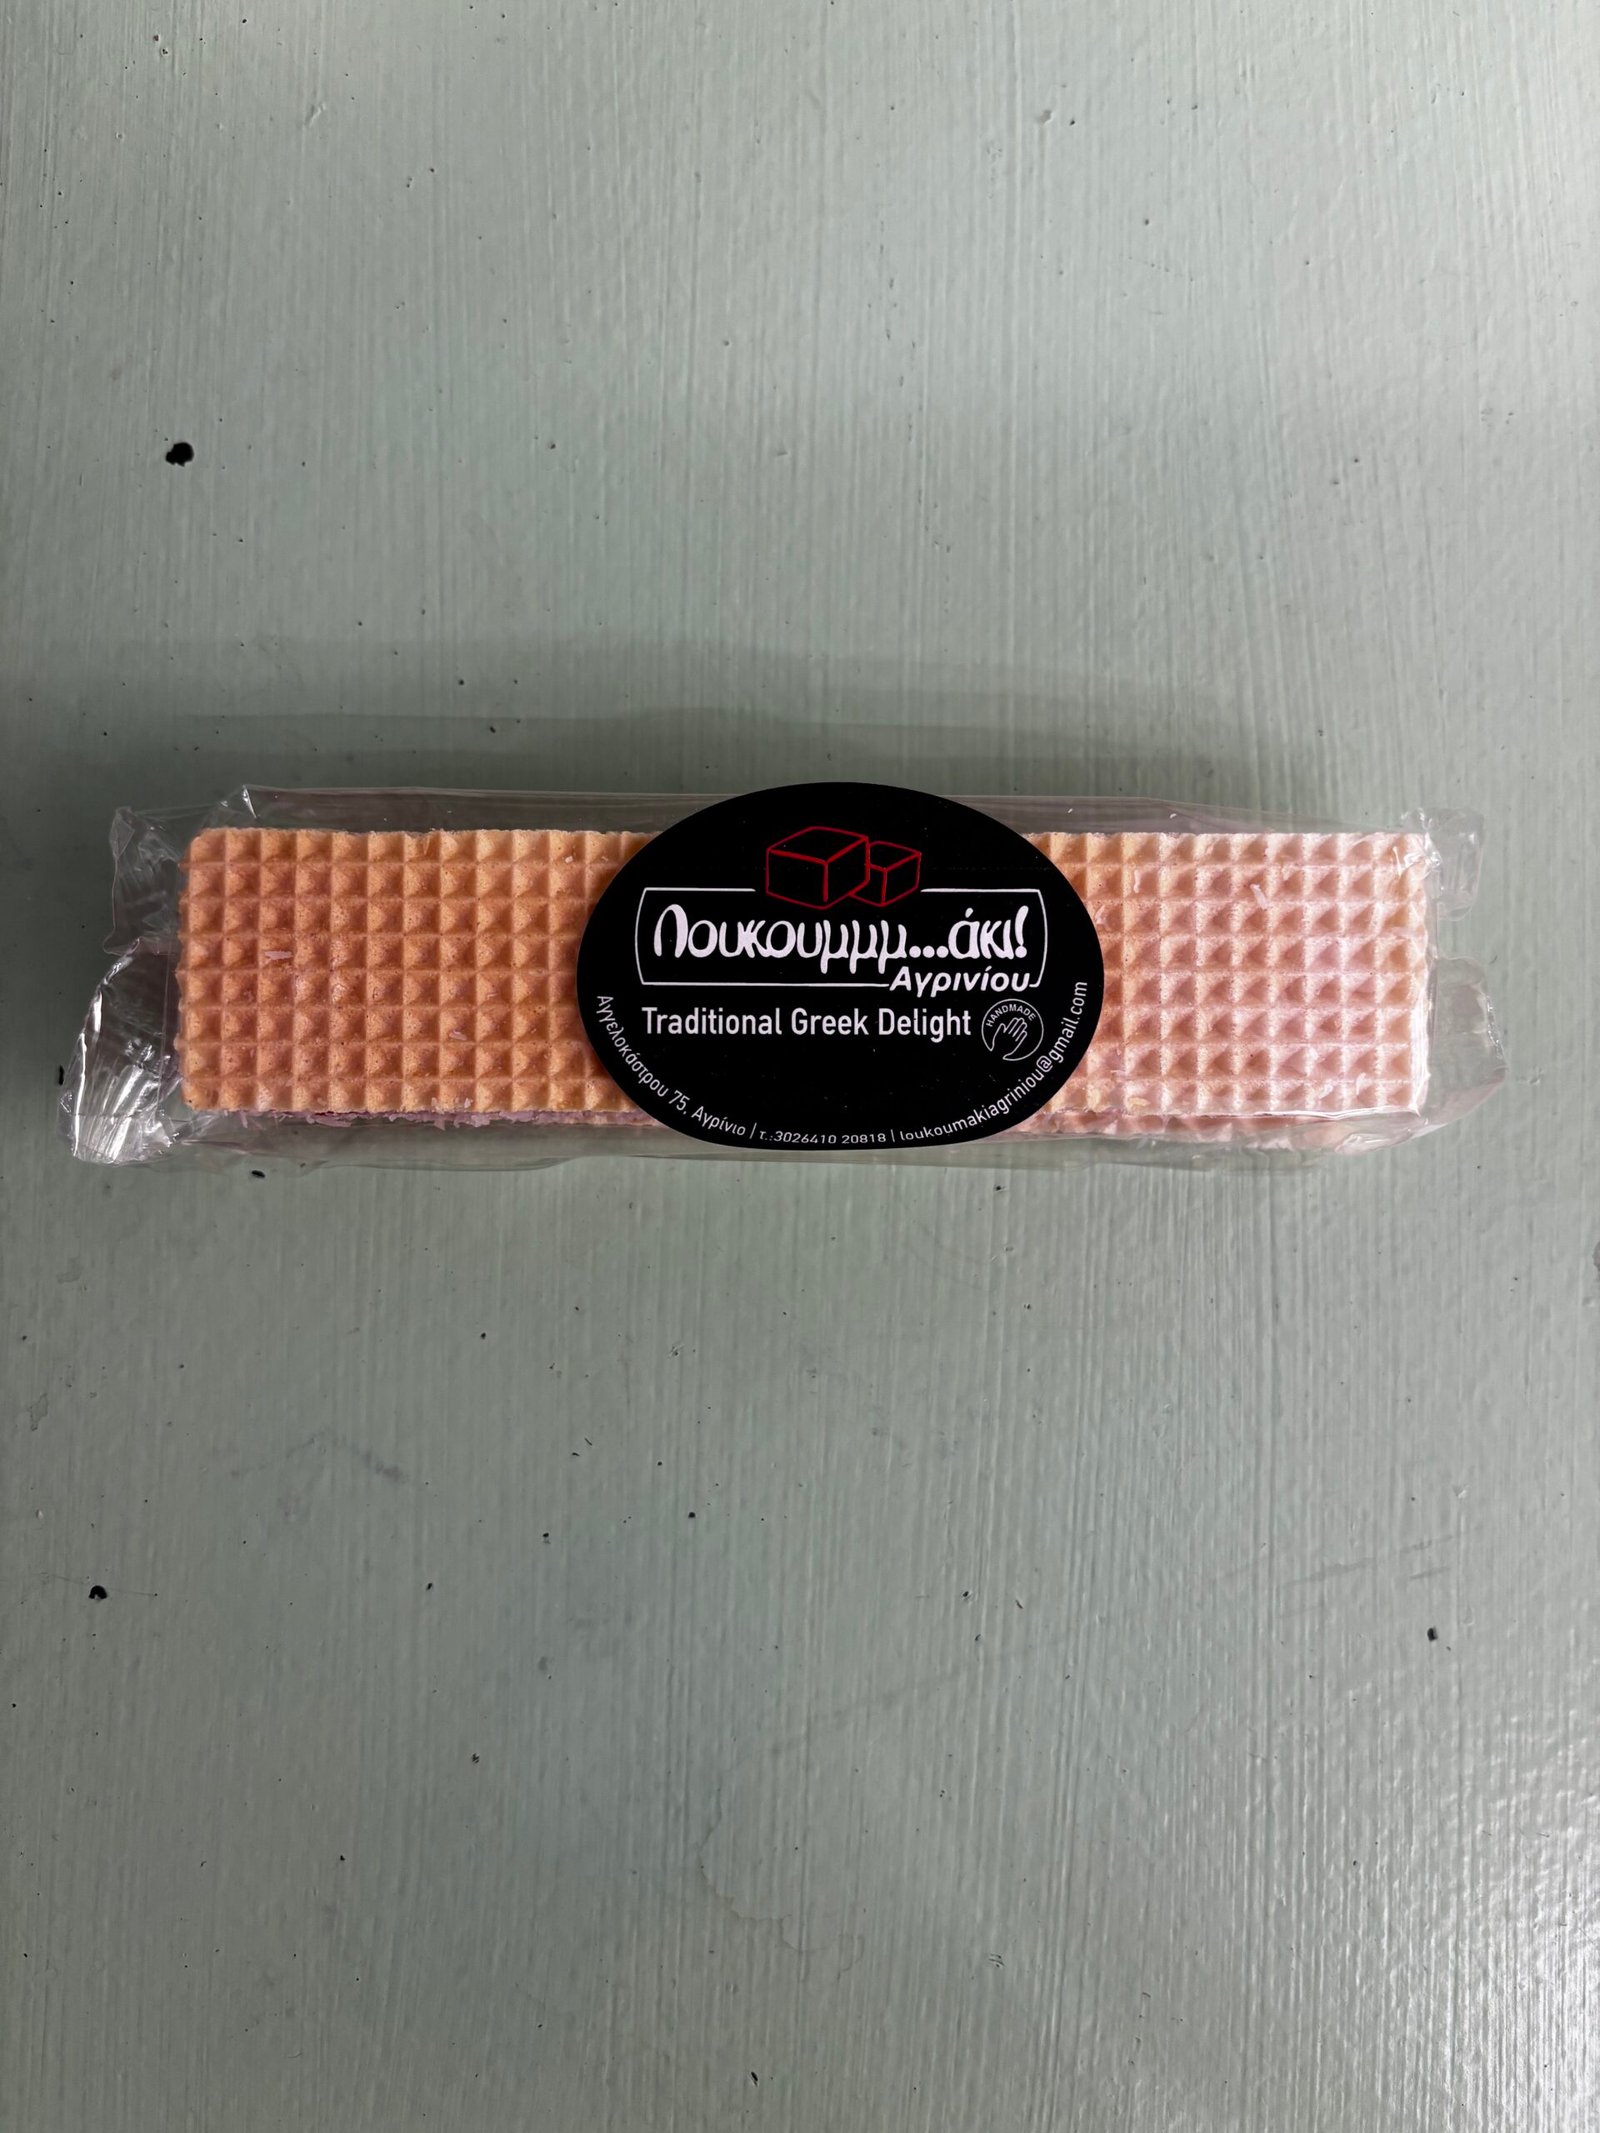 Λουκουμμμ...άκι!
Αγρινίου
Traditional Greek Delight
HANDMADE
Αγγελοκάστρου 75, Αγρίνιο | τ.:3026410 20818 | loukoumakiagriniou@gmail.com